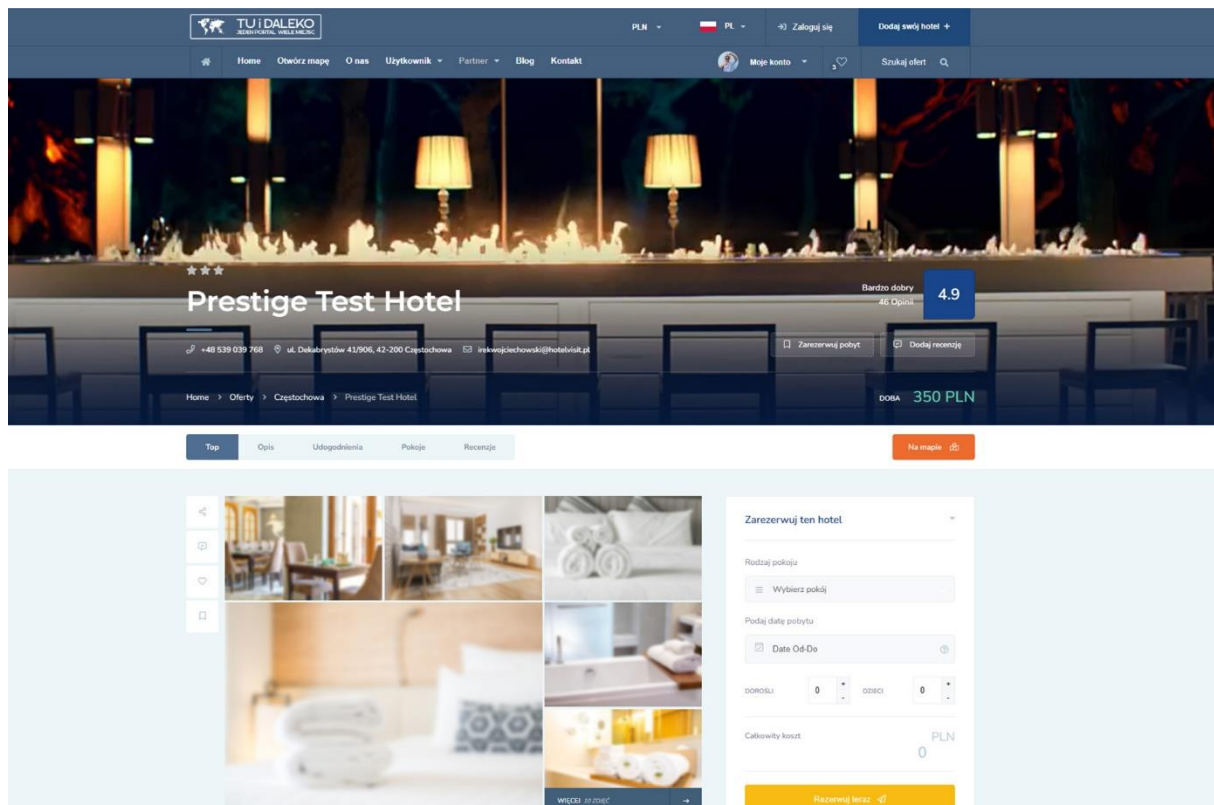 TU i DALEKO
JEDEN PORTAL WIELE MIEJSC
PLN
PL
Zaloguj się
Dodaj swój hotel +
Home
Otwórz mapę
O nas
Użytkownik
Partner
Blog
Kontakt
Moje konto
3
Szukaj ofert
Prestige Test Hotel
Bardzo dobry
46 Opinii
4.9
+48 539 039 768
ul. Dekabrystów 41/906, 42-200 Częstochowa
irekwojciechowski@hotelvisit.pl
Zarezerwuj pobyt
Dodaj recenzję
Home > Oferty > Częstochowa > Prestige Test Hotel
DOBA 350 PLN
Top
Opis
Udogodnienia
Pokoje
Recenzje
Na mapie
Zarezerwuj ten hotel
Rodzaj pokoju
Wybierz pokój
Podaj datę pobytu
Date Od-Do
DOROŚLI 0 + -
DZIECI 0 + -
Całkowity koszt
PLN
0
WIĘCEJ 10 ZDJĘĆ
Rezerwuj teraz